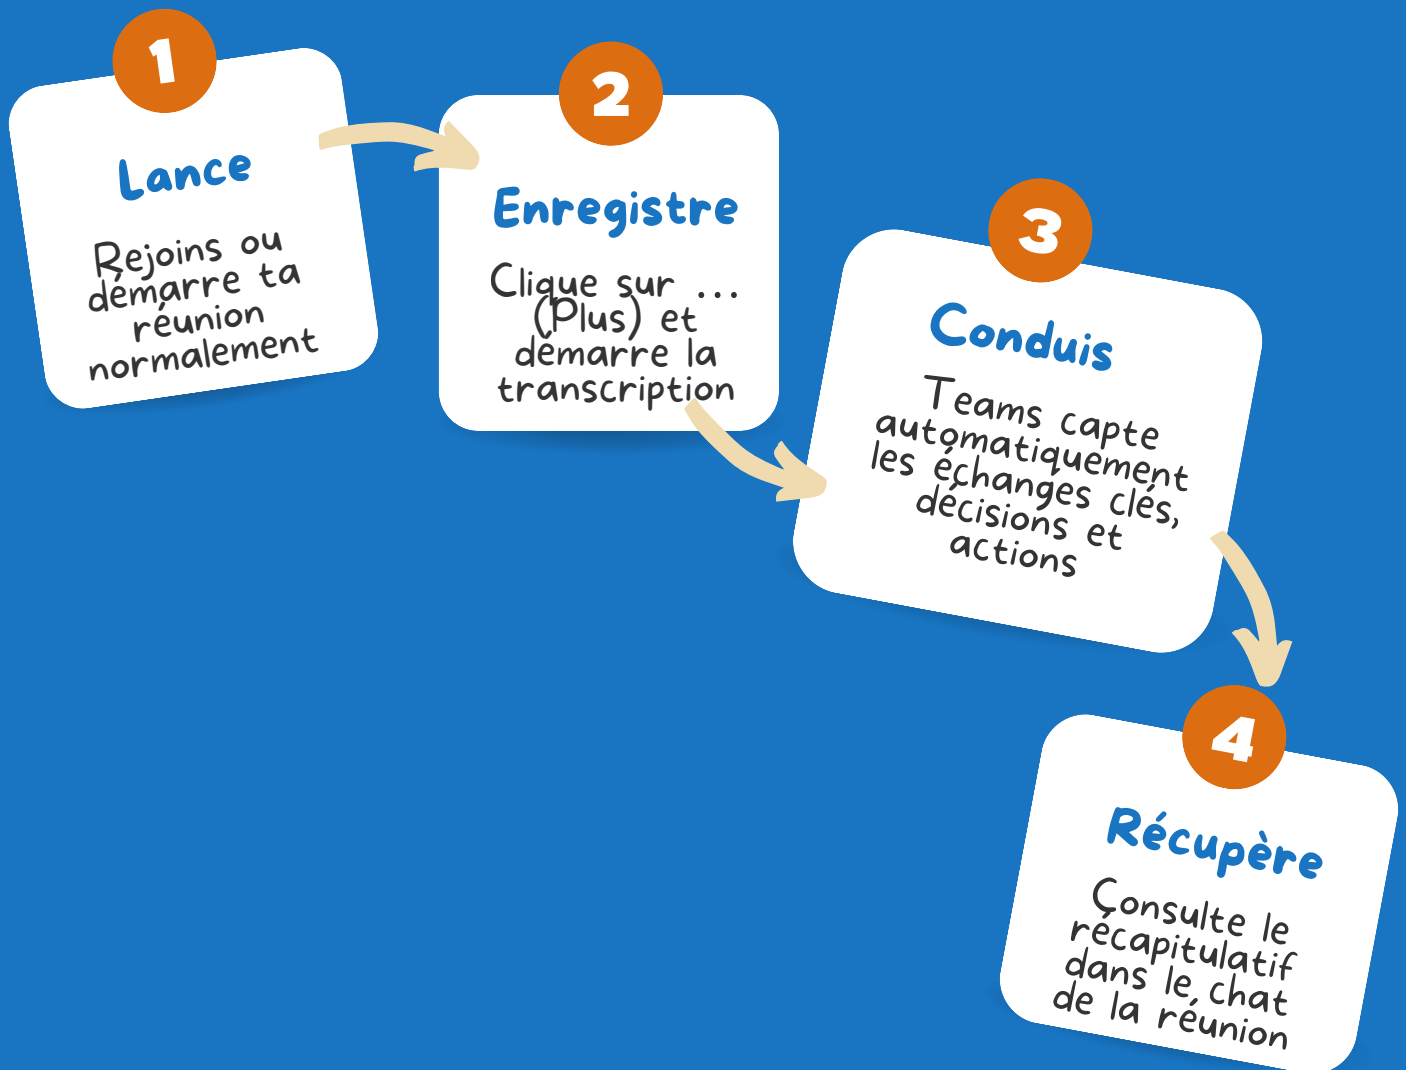 1
Lance
Rejoins ou
démarre ta
réunion
normalement
2
Enregistre
Clique sur ...
(Plus) et
démarre la
transcription
3
Conduis
Teams capte
automatiquement
les échanges clés,
décisions et
actions
4
Récupère
Consulte le
récapitulatif
dans le chat
de la réunion